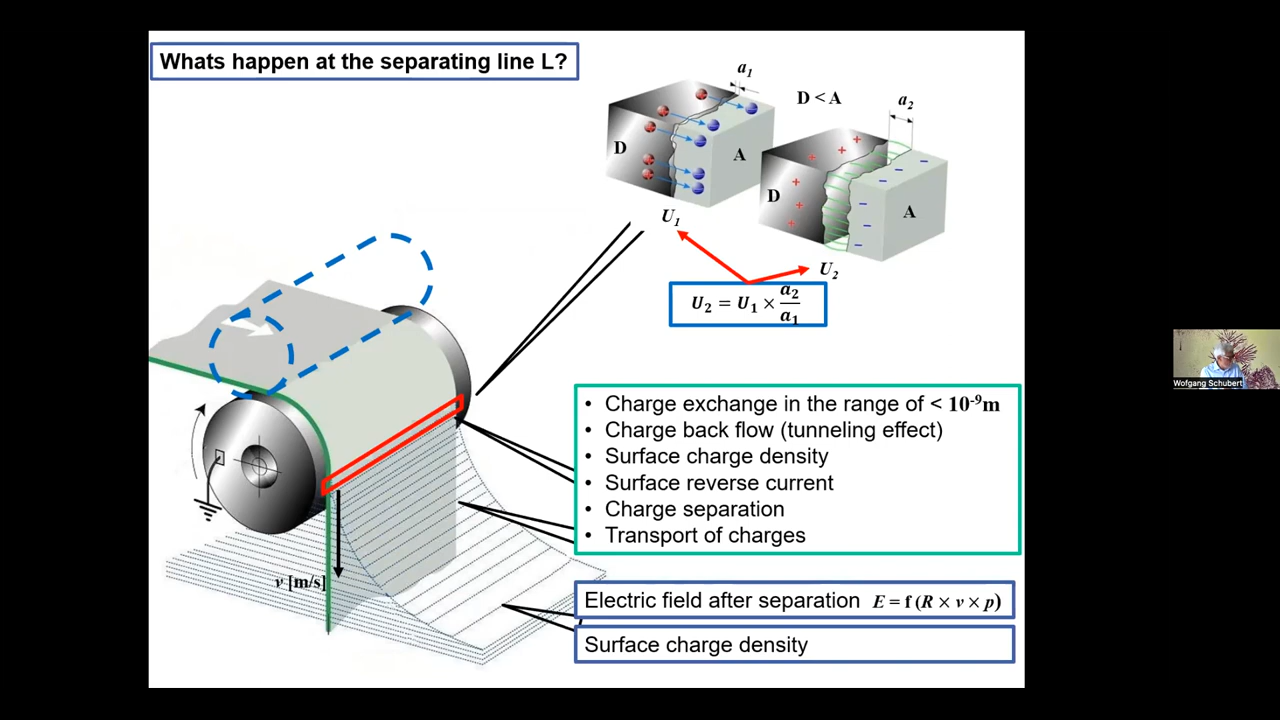 Whats happen at the separating line L?
a₁
D < A
a₂
D
A
D
A
U₁
U₂
U₂ = U₁ × a₂/a₁
• Charge exchange in the range of < 10⁻⁹m
• Charge back flow (tunneling effect)
• Surface charge density
• Surface reverse current
• Charge separation
• Transport of charges
v [m/s]
Electric field after separation E = f (R × v × p)
Surface charge density
Wofgang Schubert